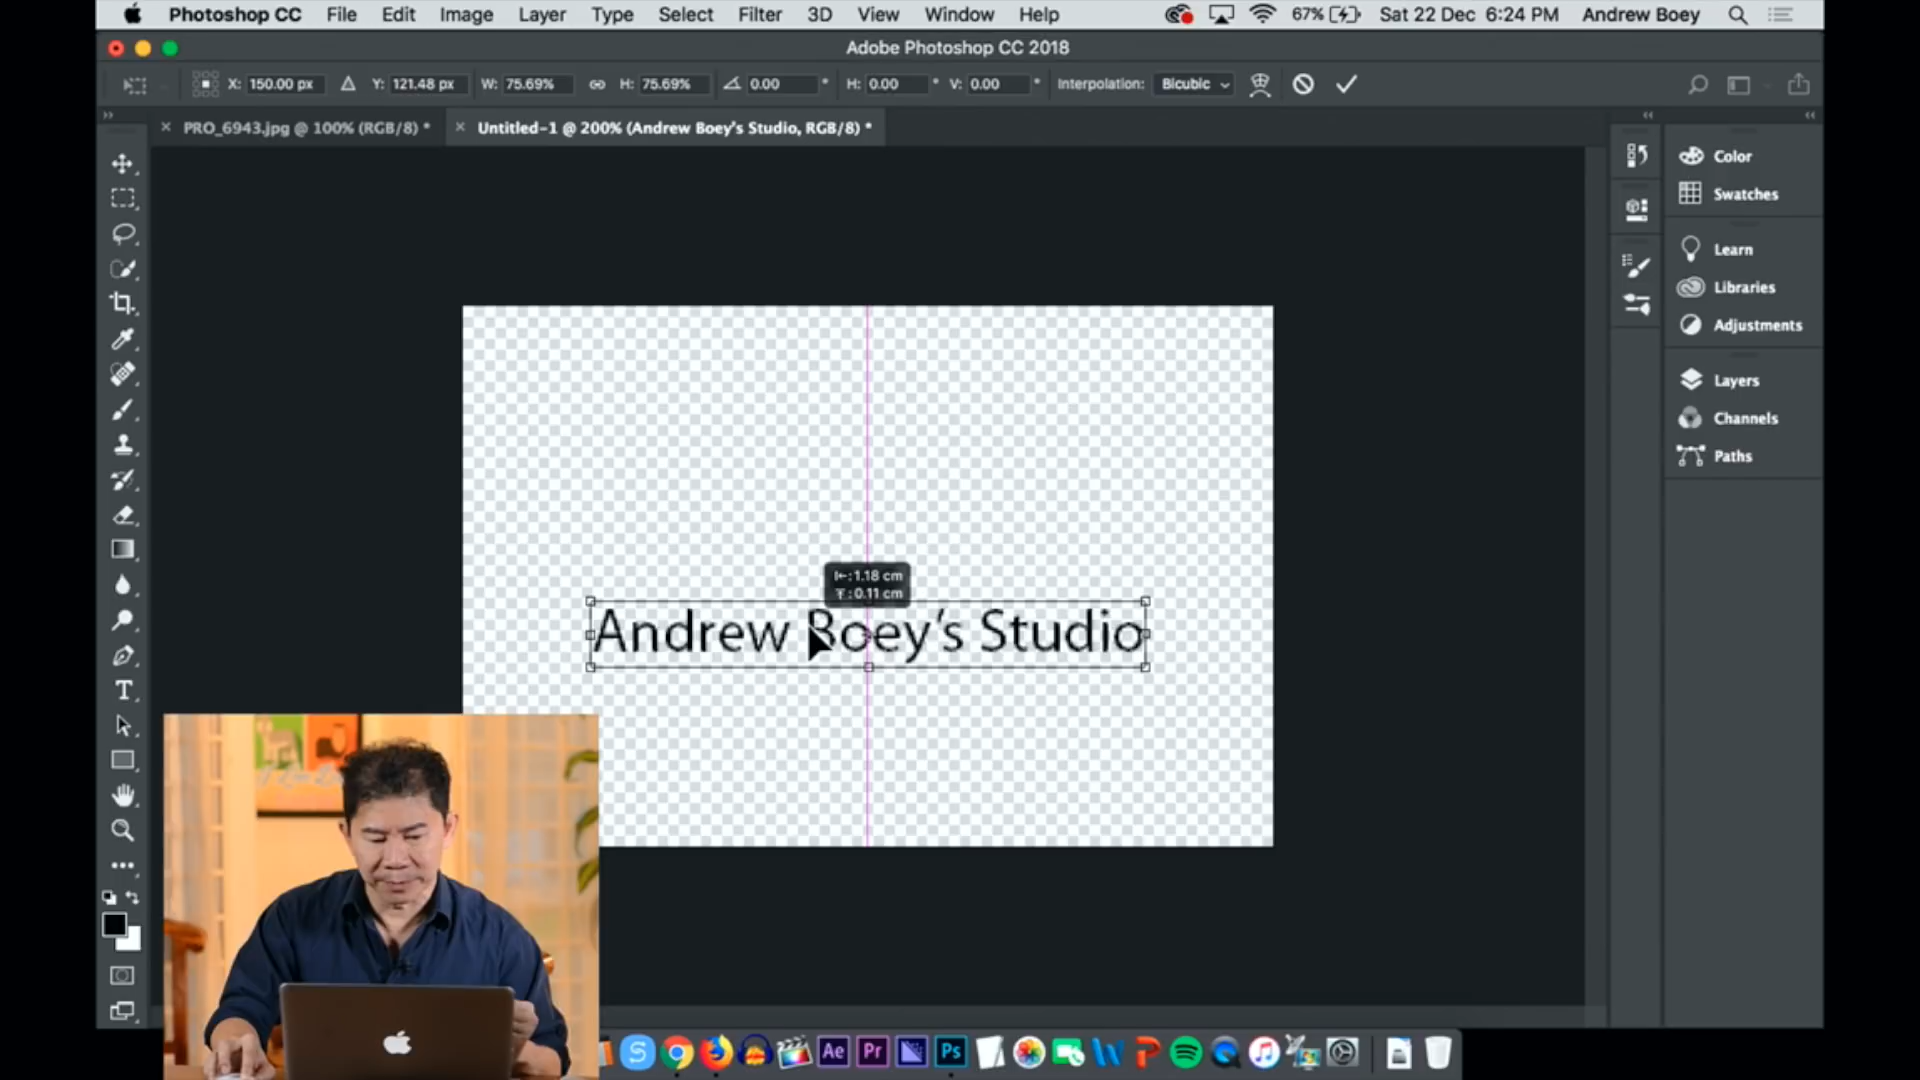 Photoshop CC File Edit Image Layer Type Select Filter 3D View Window Help 67% Sat 22 Dec 6:24 PM Andrew Boey
Adobe Photoshop CC 2018
X: 150.00 px Y: 121.48 px W: 75.69% H: 75.69% 0.00 ° H: 0.00 ° V: 0.00 ° Interpolation: Bicubic
PRO_6943.jpg @ 100% (RGB/8) * Untitled-1 @ 200% (Andrew Boey's Studio, RGB/8) *
Color
Swatches
Learn
Libraries
Adjustments
Layers
Channels
Paths
: 1.18 cm
: 0.11 cm
Andrew Boey's Studio
T
S Ae Pr Ps W P